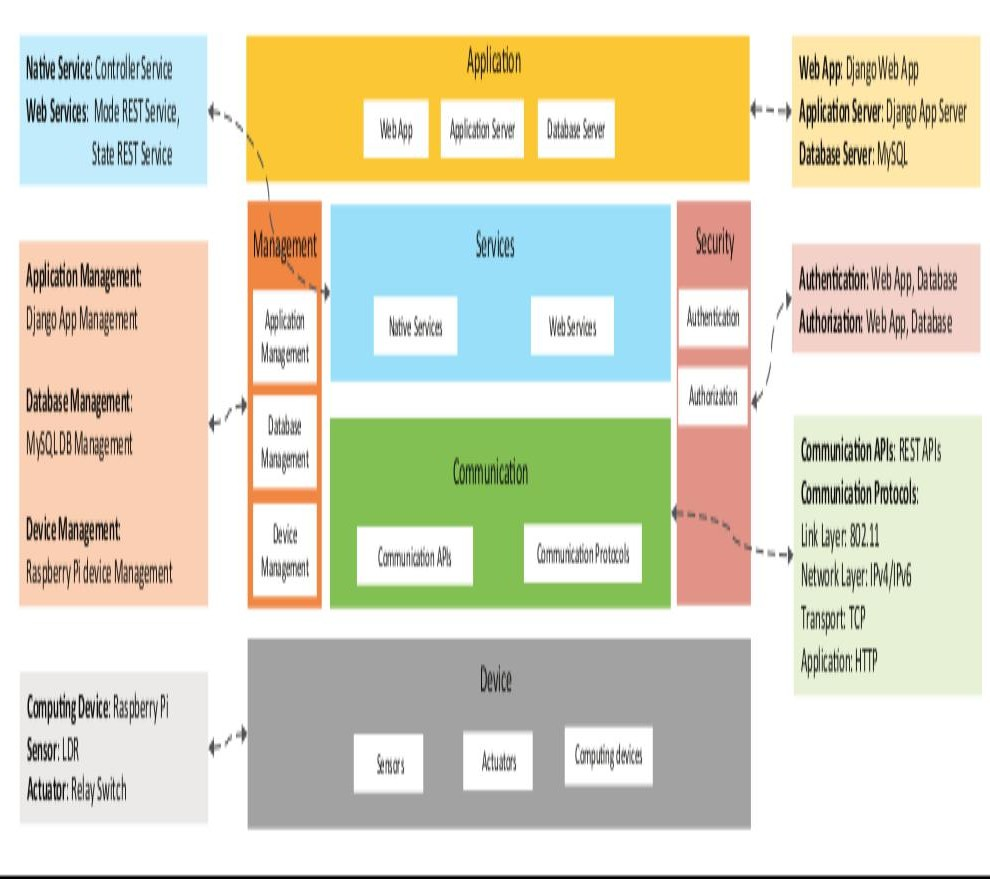 Native Service: Controller Service
Web Services: Mode REST Service,
State REST Service
Application
Web App
Application Server
Database Server
Web App: Django Web App
Application Server: Django App Server
Database Server: MySQL
Application Management:
Django App Management
Database Management:
MySQL DB Management
Device Management:
Raspberry Pi device Management
Management
Application
Management
Database
Management
Device
Management
Services
Native Services
Web Services
Communication
Communication APIs
Communication Protocols
Security
Authentication
Authorization
Authentication: Web App, Database
Authorization: Web App, Database
Communication APIs: REST APIs
Communication Protocols:
Link Layer: 802.11
Network Layer: IPv4/IPv6
Transport: TCP
Application: HTTP
Computing Device: Raspberry Pi
Sensor: LDR
Actuator: Relay Switch
Device
Sensors
Actuators
Computing devices